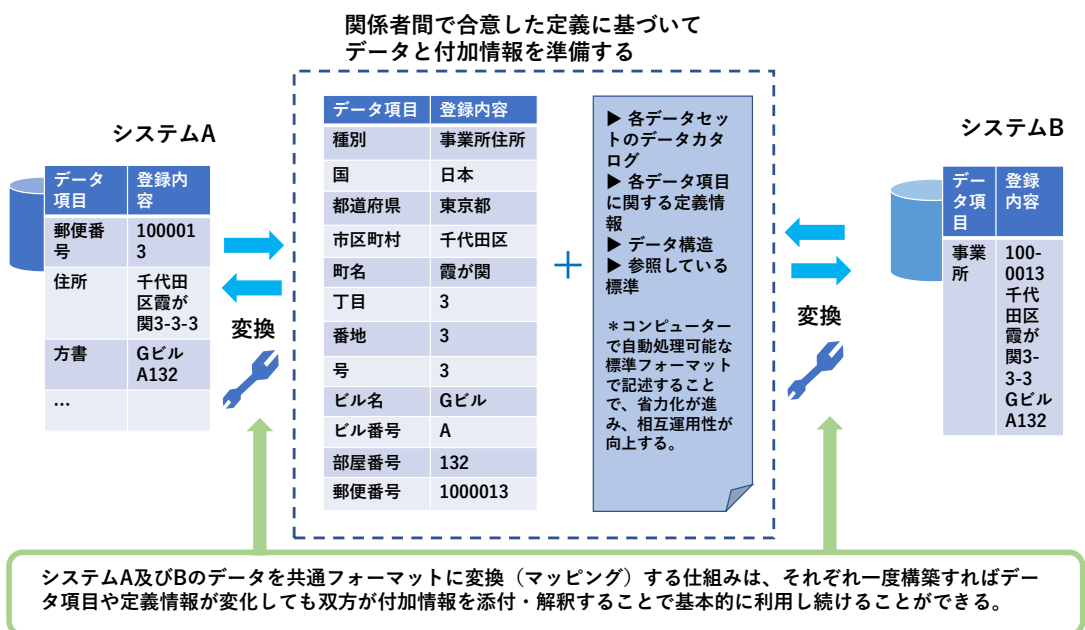 関係者間で合意した定義に基づいて
データと付加情報を準備する
システムA
データ
項目
登録内
容
郵便番
号
100001
3
住所
千代田
区霞が
関3-3-3
方書
Gビル
A132
…
変換
データ項目 登録内容
種別 事業所住所
国 日本
都道府県 東京都
市区町村 千代田区
町名 霞が関
丁目 3
番地 3
号 3
ビル名 Gビル
ビル番号 A
部屋番号 132
郵便番号 1000013
+
▶ 各データセッ
トのデータカタ
ログ
▶ 各データ項目
に関する定義情
報
▶ データ構造
▶ 参照している
標準
＊コンピューター
で自動処理可能な
標準フォーマット
で記述すること
で、省力化が進
み、相互運用性が
向上する。
変換
システムB
デー
タ項
目
登録
内容
事業
所
100-
0013
千代
田区
霞が
関3-
3-3
Gビル
A132
システムA及びBのデータを共通フォーマットに変換（マッピング）する仕組みは、それぞれ一度構築すればデー
タ項目や定義情報が変化しても双方が付加情報を添付・解釈することで基本的に利用し続けることができる。